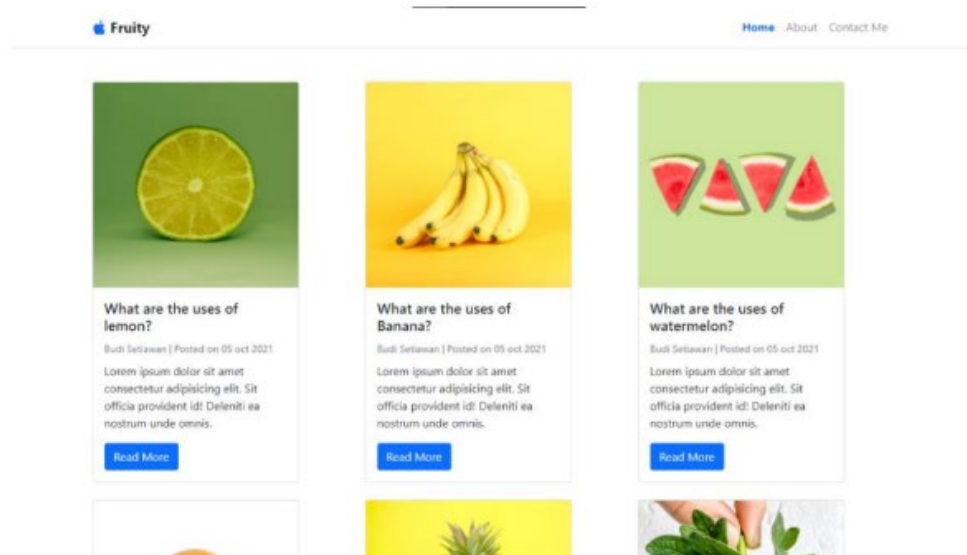 Fruity
Home About Contact Me
What are the uses of
lemon?
Budi Setiawan | Posted on 05 oct 2021
Lorem ipsum dolor sit amet
consectetur adipisicing elit. Sit
officia provident id! Deleniti ea
nostrum unde omnis.
Read More
What are the uses of
Banana?
Budi Setiawan | Posted on 05 oct 2021
Lorem ipsum dolor sit amet
consectetur adipisicing elit. Sit
officia provident id! Deleniti ea
nostrum unde omnis.
Read More
What are the uses of
watermelon?
Budi Setiawan | Posted on 05 oct 2021
Lorem ipsum dolor sit amet
consectetur adipisicing elit. Sit
officia provident id! Deleniti ea
nostrum unde omnis.
Read More